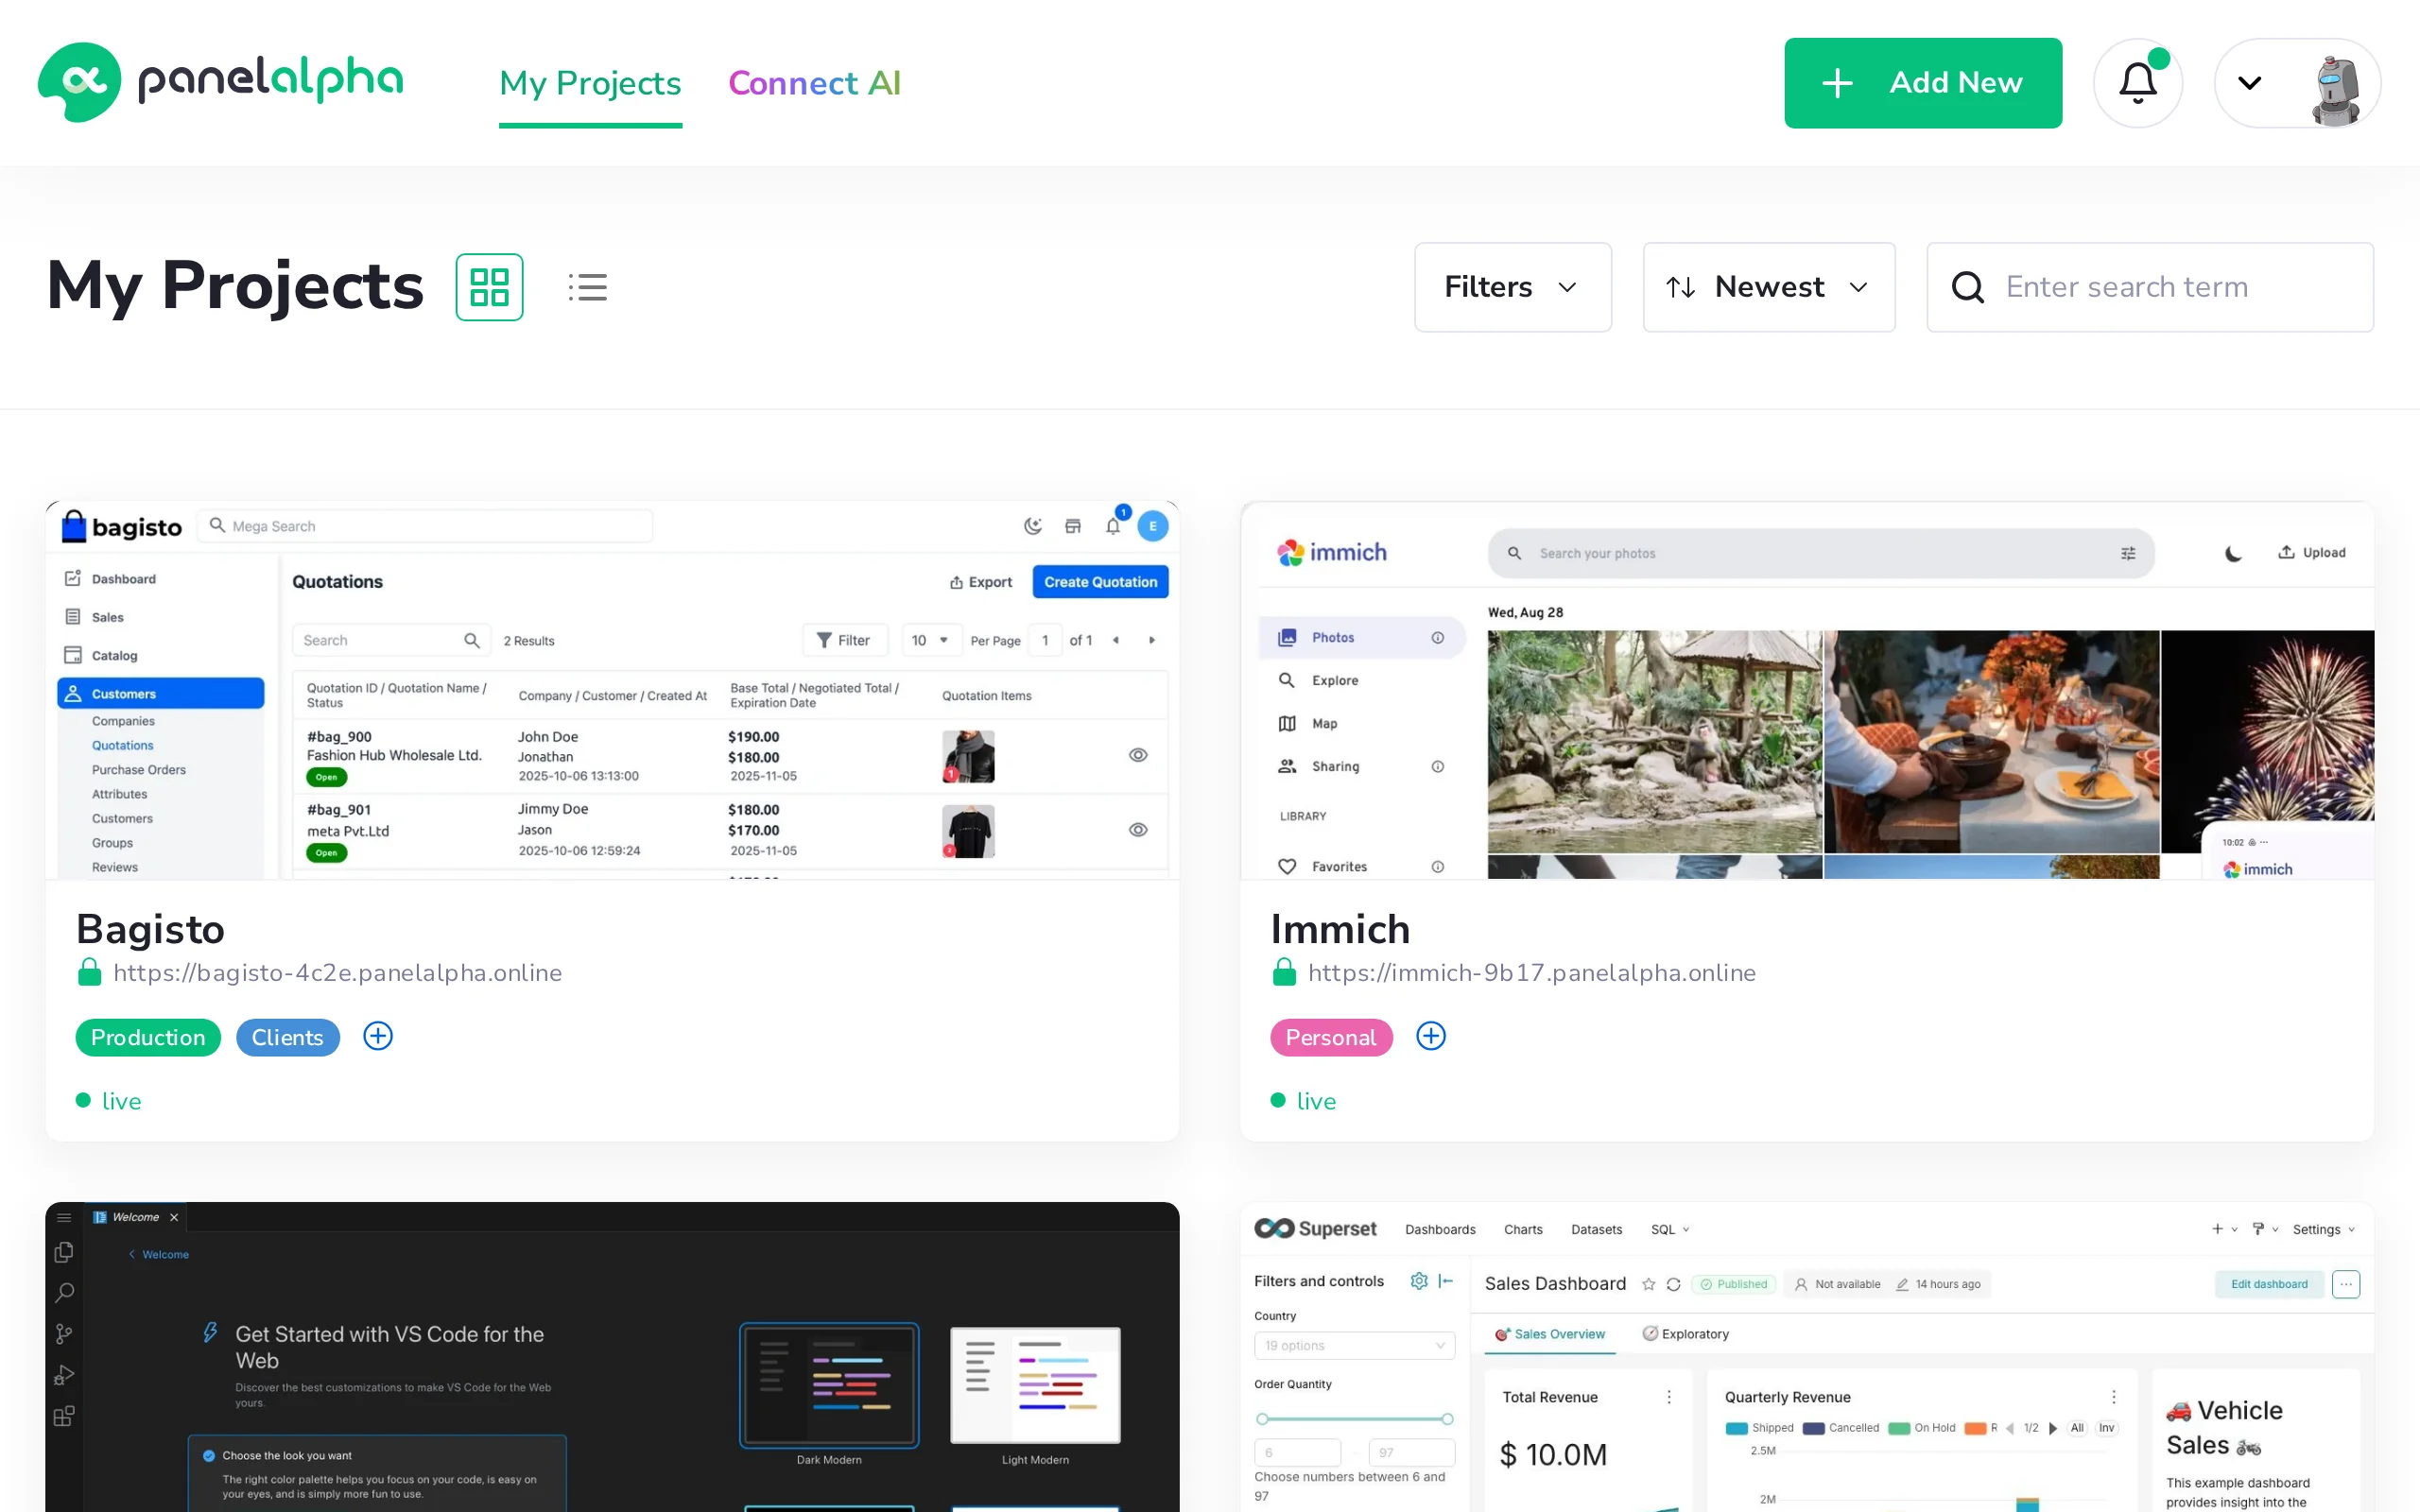 panelalpha
My Projects
Connect AI
Add New
My Projects
Filters
Newest
Enter search term
bagisto
Mega Search
1
E
Dashboard
Sales
Catalog
Customers
Companies
Quotations
Purchase Orders
Attributes
Customers
Groups
Reviews
Quotations
Export
Create Quotation
Search
2 Results
Filter
10
Per Page
1
of 1
Quotation ID / Quotation Name / Status
Company / Customer / Created At
Base Total / Negotiated Total / Expiration Date
Quotation Items
#bag_900
John Doe
$190.00
Fashion Hub Wholesale Ltd.
Jonathan
$180.00
Open
2025-10-06 13:13:00
2025-11-05
1
#bag_901
Jimmy Doe
$180.00
meta Pvt.Ltd
Jason
$170.00
Open
2025-10-06 12:59:24
2025-11-05
Bagisto
https://bagisto-4c2e.panelalpha.online
Production
Clients
live
immich
Search your photos
Upload
Photos
Explore
Map
Sharing
LIBRARY
Favorites
Wed, Aug 28
10:02
immich
Immich
https://immich-9b17.panelalpha.online
Personal
live
Welcome
Welcome
Get Started with VS Code for the
Web
Discover the best customizations to make VS Code for the Web
yours.
Choose the look you want
The right color palette helps you focus on your code, is easy on
your eyes, and is simply more fun to use.
Dark Modern
Light Modern
Superset
Dashboards
Charts
Datasets
SQL
Settings
Filters and controls
Country
19 options
Order Quantity
6
97
Choose numbers between 6 and
97
Sales Dashboard
Published
Not available
14 hours ago
Edit dashboard
Sales Overview
Exploratory
Total Revenue
$ 10.0M
Quarterly Revenue
Shipped
Cancelled
On Hold
R
1/2
All
Inv
2.5M
2M
Vehicle
Sales
This example dashboard
provides insight into the